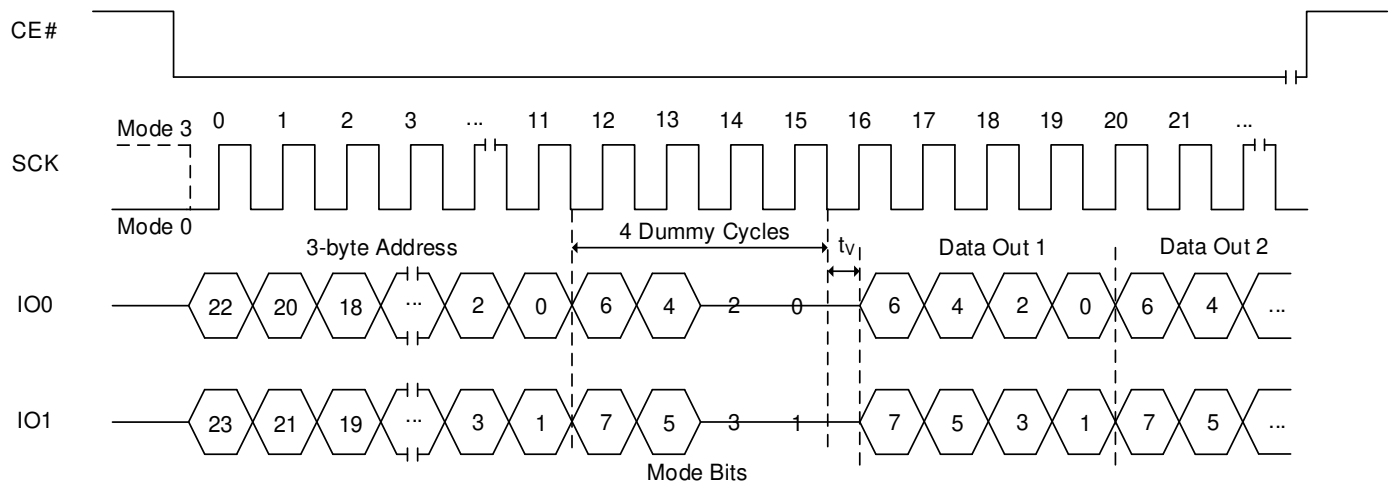 CE#
Mode 3 0 1 2 3 ... 11 12 13 14 15 16 17 18 19 20 21 ...
SCK
Mode 0
3-byte Address 4 Dummy Cycles tV Data Out 1 Data Out 2
IO0 22 20 18 ... 2 0 6 4 2 0 6 4 2 0 6 4 ...
IO1 23 21 19 ... 3 1 7 5 3 1 7 5 3 1 7 5 ...
Mode Bits